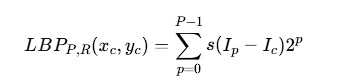 LBP_{P,R}(x_c, y_c) = \sum_{p=0}^{P-1} s(I_p - I_c)2^p